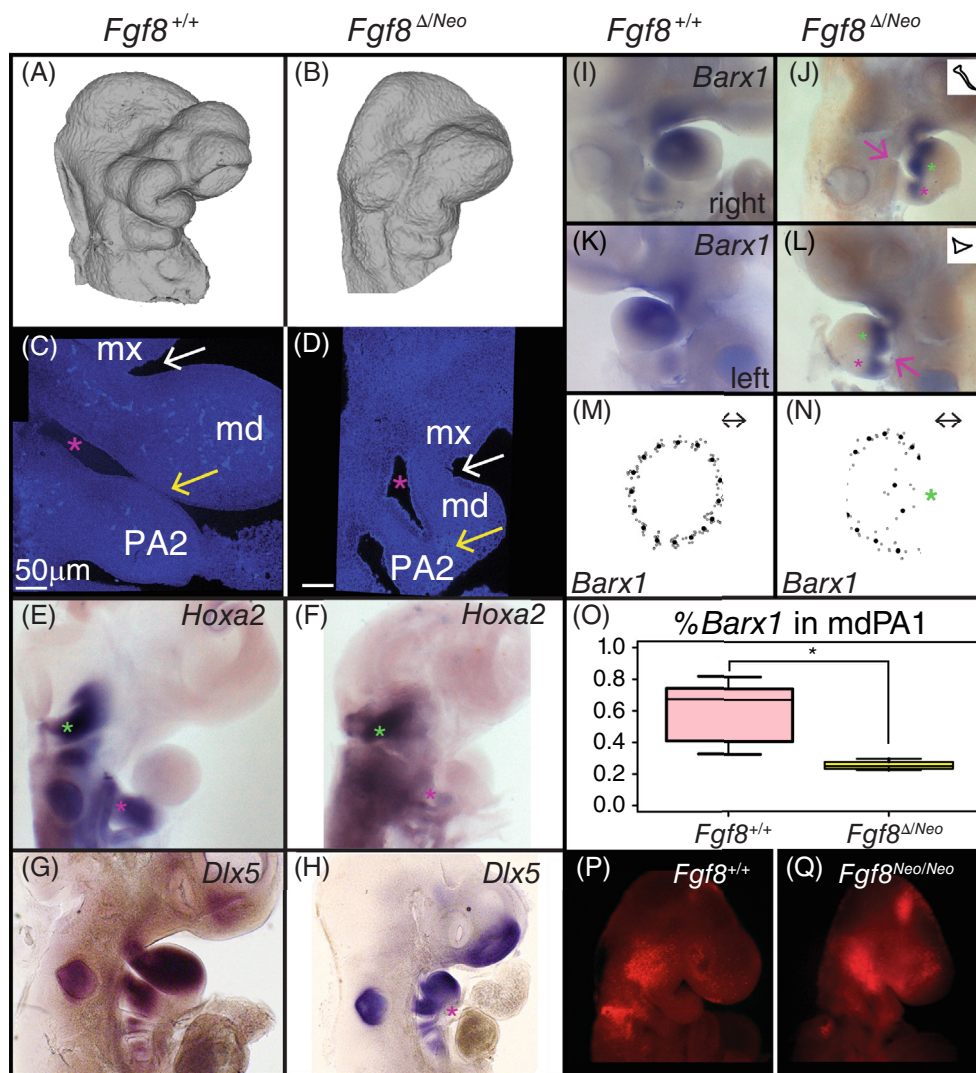 Fgf8 +/+ Fgf8 Δ/Neo Fgf8 +/+ Fgf8 Δ/Neo
(A) (B) (I) Barx1 (J)
right
(K) Barx1 (L)
left
(C) mx (D)
md mx
md
PA2 PA2
50μm
(M) (N)
Barx1 Barx1
(E) Hoxa2 (F) Hoxa2
(O) %Barx1 in mdPA1
*
1.0
0.8
0.6
0.4
0.2
0.0
Fgf8+/+ Fgf8Δ/Neo
(G) Dlx5 (H) Dlx5
(P) Fgf8+/+ (Q) Fgf8Neo/Neo